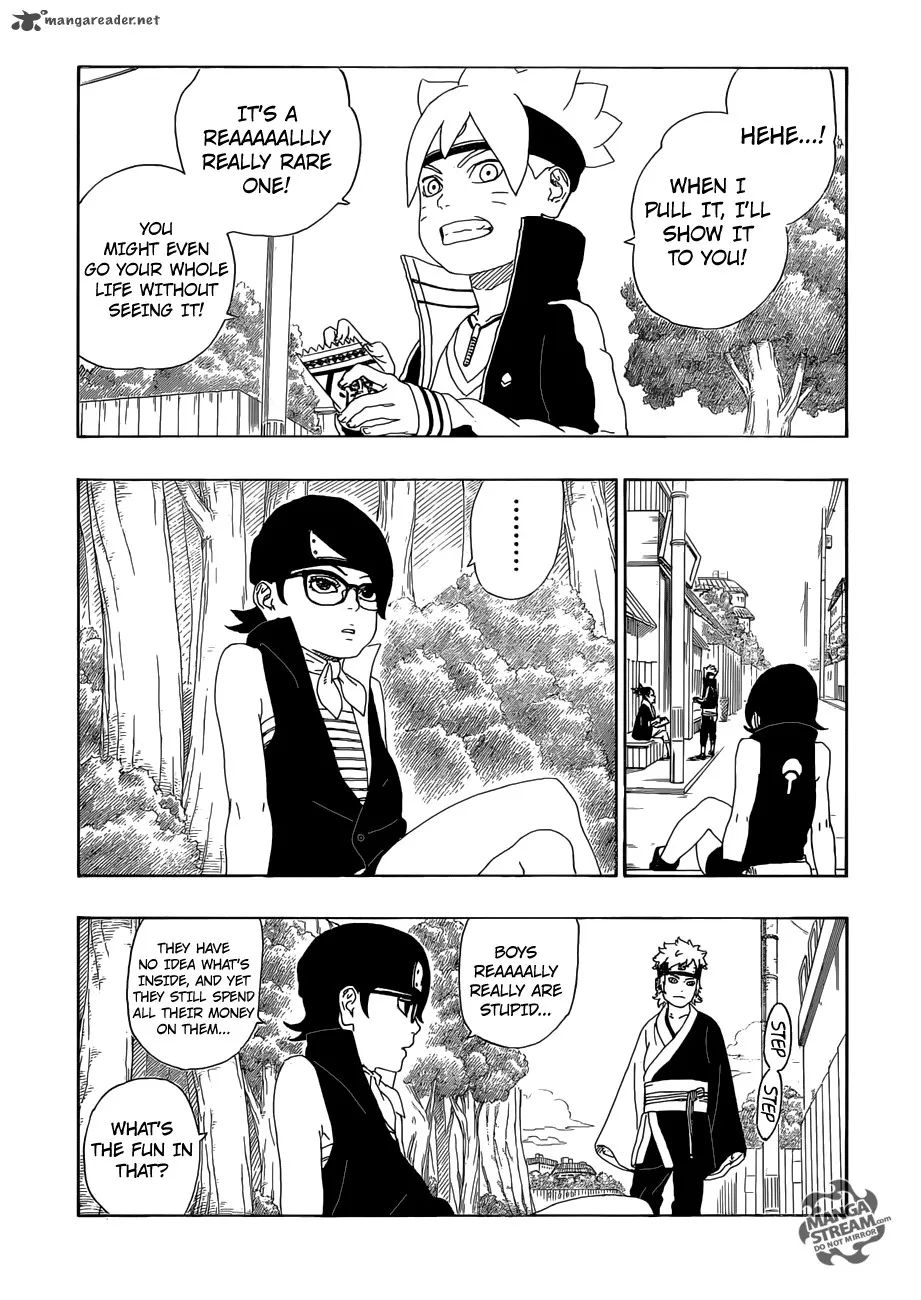 mangareader.net
HEHE...!
WHEN I
PULL IT, I'LL
SHOW IT
TO YOU!
IT'S A
REAAAAALLLY
REALLY RARE
ONE!
YOU
MIGHT EVEN
GO YOUR WHOLE
LIFE WITHOUT
SEEING IT!
.........
BOYS
REAAAALLY
REALLY ARE
STUPID...
THEY HAVE
NO IDEA WHAT'S
INSIDE, AND YET
THEY STILL SPEND
ALL THEIR MONEY
ON THEM...
WHAT'S
THE FUN IN
THAT?
STEP
STEP
MANGA
STREAM.com
DO NOT MIRROR!